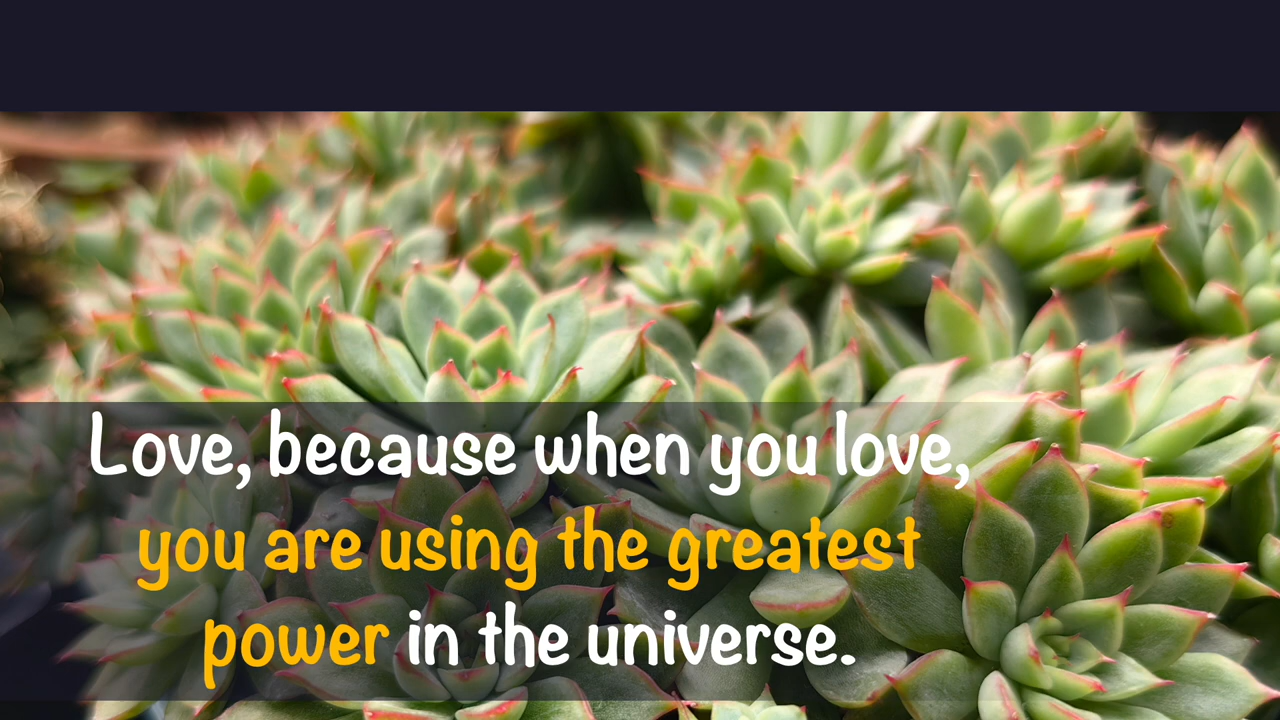 Love, because when you love,
you are using the greatest
power in the universe.